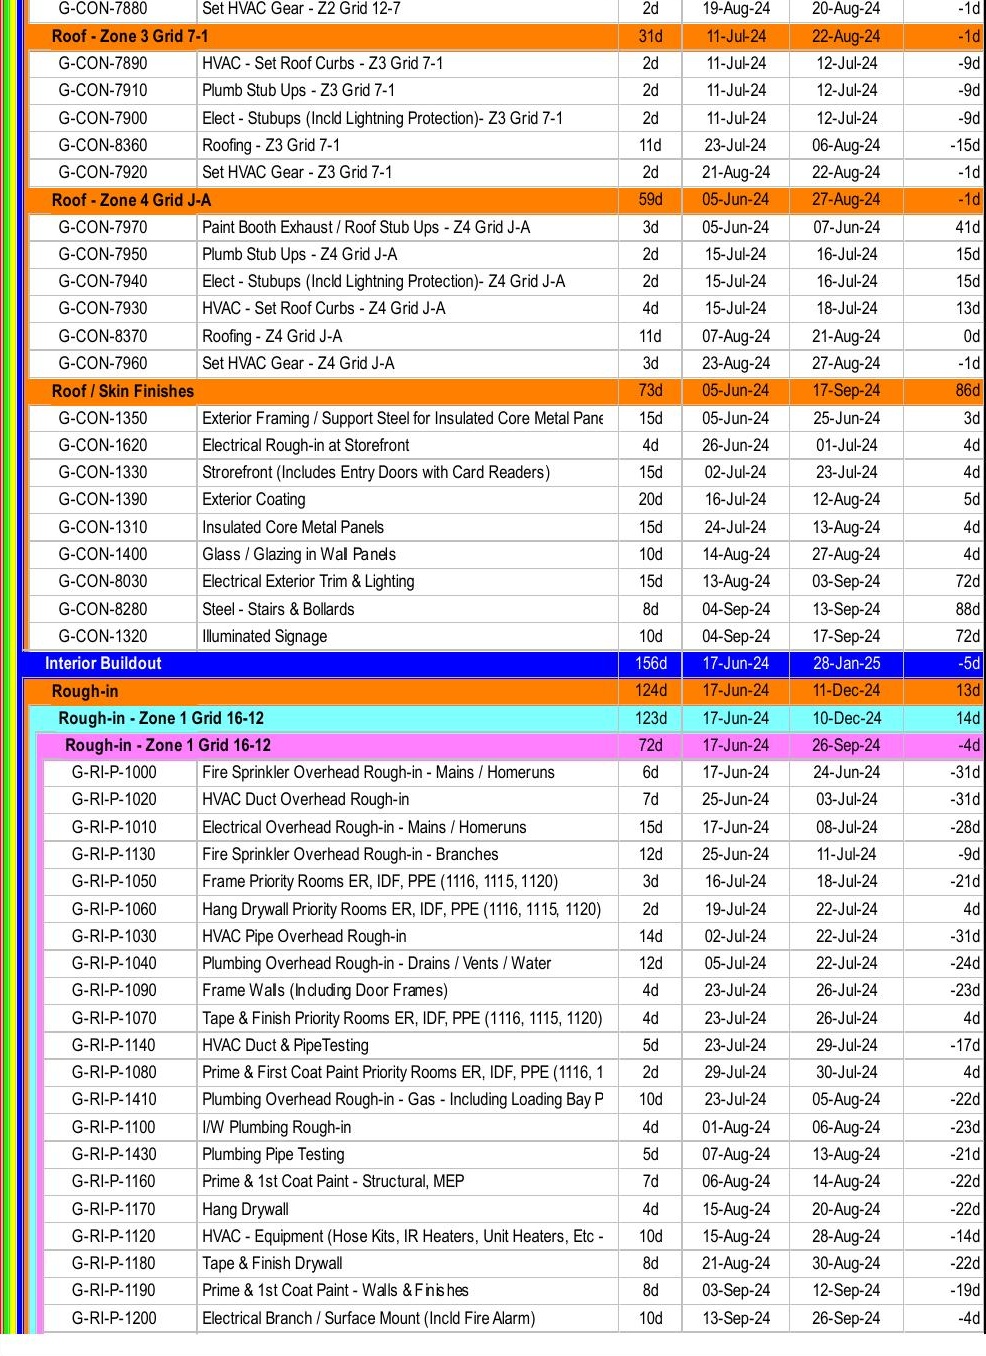 G-CON-7880 Set HVAC Gear - Z2 Grid 12-7 2d 19-Aug-24 20-Aug-24 -1d
Roof - Zone 3 Grid 7-1 31d 11-Jul-24 22-Aug-24 -1d
G-CON-7890 HVAC - Set Roof Curbs - Z3 Grid 7-1 2d 11-Jul-24 12-Jul-24 -9d
G-CON-7910 Plumb Stub Ups - Z3 Grid 7-1 2d 11-Jul-24 12-Jul-24 -9d
G-CON-7900 Elect - Stubups (Incld Lightning Protection)- Z3 Grid 7-1 2d 11-Jul-24 12-Jul-24 -9d
G-CON-8360 Roofing - Z3 Grid 7-1 11d 23-Jul-24 06-Aug-24 -15d
G-CON-7920 Set HVAC Gear - Z3 Grid 7-1 2d 21-Aug-24 22-Aug-24 -1d
Roof - Zone 4 Grid J-A 59d 05-Jun-24 27-Aug-24 -1d
G-CON-7970 Paint Booth Exhaust / Roof Stub Ups - Z4 Grid J-A 3d 05-Jun-24 07-Jun-24 41d
G-CON-7950 Plumb Stub Ups - Z4 Grid J-A 2d 15-Jul-24 16-Jul-24 15d
G-CON-7940 Elect - Stubups (Incld Lightning Protection)- Z4 Grid J-A 2d 15-Jul-24 16-Jul-24 15d
G-CON-7930 HVAC - Set Roof Curbs - Z4 Grid J-A 4d 15-Jul-24 18-Jul-24 13d
G-CON-8370 Roofing - Z4 Grid J-A 11d 07-Aug-24 21-Aug-24 0d
G-CON-7960 Set HVAC Gear - Z4 Grid J-A 3d 23-Aug-24 27-Aug-24 -1d
Roof / Skin Finishes 73d 05-Jun-24 17-Sep-24 86d
G-CON-1350 Exterior Framing / Support Steel for Insulated Core Metal Pane 15d 05-Jun-24 25-Jun-24 3d
G-CON-1620 Electrical Rough-in at Storefront 4d 26-Jun-24 01-Jul-24 4d
G-CON-1330 Strorefront (Includes Entry Doors with Card Readers) 15d 02-Jul-24 23-Jul-24 4d
G-CON-1390 Exterior Coating 20d 16-Jul-24 12-Aug-24 5d
G-CON-1310 Insulated Core Metal Panels 15d 24-Jul-24 13-Aug-24 4d
G-CON-1400 Glass / Glazing in Wall Panels 10d 14-Aug-24 27-Aug-24 4d
G-CON-8030 Electrical Exterior Trim & Lighting 15d 13-Aug-24 03-Sep-24 72d
G-CON-8280 Steel - Stairs & Bollards 8d 04-Sep-24 13-Sep-24 88d
G-CON-1320 Illuminated Signage 10d 04-Sep-24 17-Sep-24 72d
Interior Buildout 156d 17-Jun-24 28-Jan-25 -5d
Rough-in 124d 17-Jun-24 11-Dec-24 13d
Rough-in - Zone 1 Grid 16-12 123d 17-Jun-24 10-Dec-24 14d
Rough-in - Zone 1 Grid 16-12 72d 17-Jun-24 26-Sep-24 -4d
G-RI-P-1000 Fire Sprinkler Overhead Rough-in - Mains / Homeruns 6d 17-Jun-24 24-Jun-24 -31d
G-RI-P-1020 HVAC Duct Overhead Rough-in 7d 25-Jun-24 03-Jul-24 -31d
G-RI-P-1010 Electrical Overhead Rough-in - Mains / Homeruns 15d 17-Jun-24 08-Jul-24 -28d
G-RI-P-1130 Fire Sprinkler Overhead Rough-in - Branches 12d 25-Jun-24 11-Jul-24 -9d
G-RI-P-1050 Frame Priority Rooms ER, IDF, PPE (1116, 1115, 1120) 3d 16-Jul-24 18-Jul-24 -21d
G-RI-P-1060 Hang Drywall Priority Rooms ER, IDF, PPE (1116, 1115, 1120) 2d 19-Jul-24 22-Jul-24 4d
G-RI-P-1030 HVAC Pipe Overhead Rough-in 14d 02-Jul-24 22-Jul-24 -31d
G-RI-P-1040 Plumbing Overhead Rough-in - Drains / Vents / Water 12d 05-Jul-24 22-Jul-24 -24d
G-RI-P-1090 Frame Walls (Including Door Frames) 4d 23-Jul-24 26-Jul-24 -23d
G-RI-P-1070 Tape & Finish Priority Rooms ER, IDF, PPE (1116, 1115, 1120) 4d 23-Jul-24 26-Jul-24 4d
G-RI-P-1140 HVAC Duct & PipeTesting 5d 23-Jul-24 29-Jul-24 -17d
G-RI-P-1080 Prime & First Coat Paint Priority Rooms ER, IDF, PPE (1116, 1 2d 29-Jul-24 30-Jul-24 4d
G-RI-P-1410 Plumbing Overhead Rough-in - Gas - Including Loading Bay P 10d 23-Jul-24 05-Aug-24 -22d
G-RI-P-1100 I/W Plumbing Rough-in 4d 01-Aug-24 06-Aug-24 -23d
G-RI-P-1430 Plumbing Pipe Testing 5d 07-Aug-24 13-Aug-24 -21d
G-RI-P-1160 Prime & 1st Coat Paint - Structural, MEP 7d 06-Aug-24 14-Aug-24 -22d
G-RI-P-1170 Hang Drywall 4d 15-Aug-24 20-Aug-24 -22d
G-RI-P-1120 HVAC - Equipment (Hose Kits, IR Heaters, Unit Heaters, Etc - 10d 15-Aug-24 28-Aug-24 -14d
G-RI-P-1180 Tape & Finish Drywall 8d 21-Aug-24 30-Aug-24 -22d
G-RI-P-1190 Prime & 1st Coat Paint - Walls & Finishes 8d 03-Sep-24 12-Sep-24 -19d
G-RI-P-1200 Electrical Branch / Surface Mount (Incld Fire Alarm) 10d 13-Sep-24 26-Sep-24 -4d